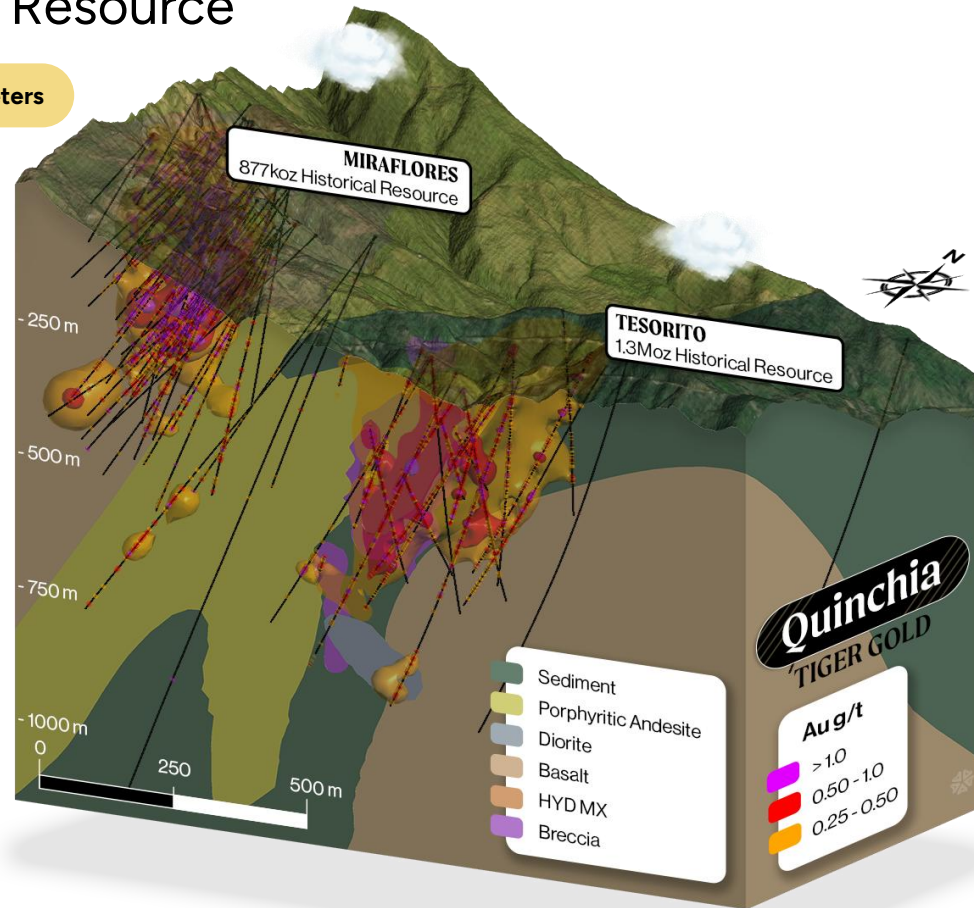 Resource
ters
MIRAFLORES
877koz Historical Resource
N
TESORITO
1.3Moz Historical Resource
- 250 m
- 500 m
- 750 m
- 1000 m
0
250
500 m
Quinchia
TIGER GOLD
Sediment
Porphyritic Andesite
Diorite
Basalt
HYD MX
Breccia
Au g/t
>1.0
0.50 - 1.0
0.25 - 0.50